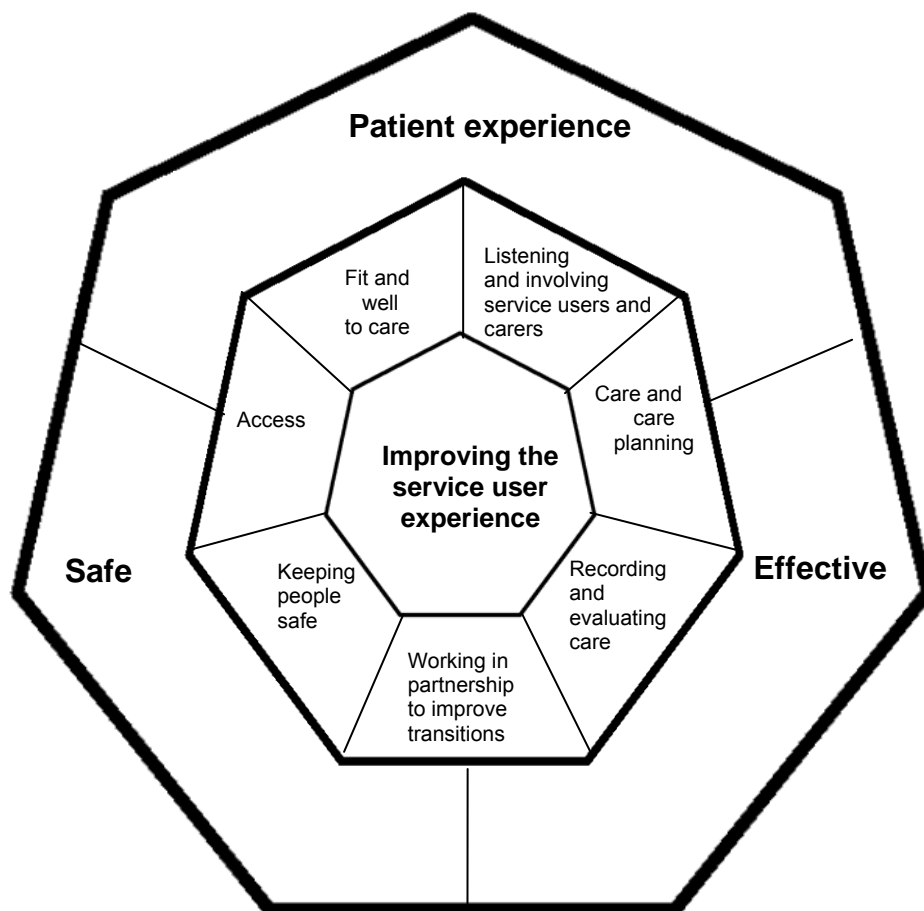 Patient experience
Fit and
well
to care
Listening
and involving
service users and
carers
Access
Care and
care
planning
Improving the
service user
experience
Safe
Keeping
people
safe
Recording
and
evaluating
care
Effective
Working in
partnership
to improve
transitions